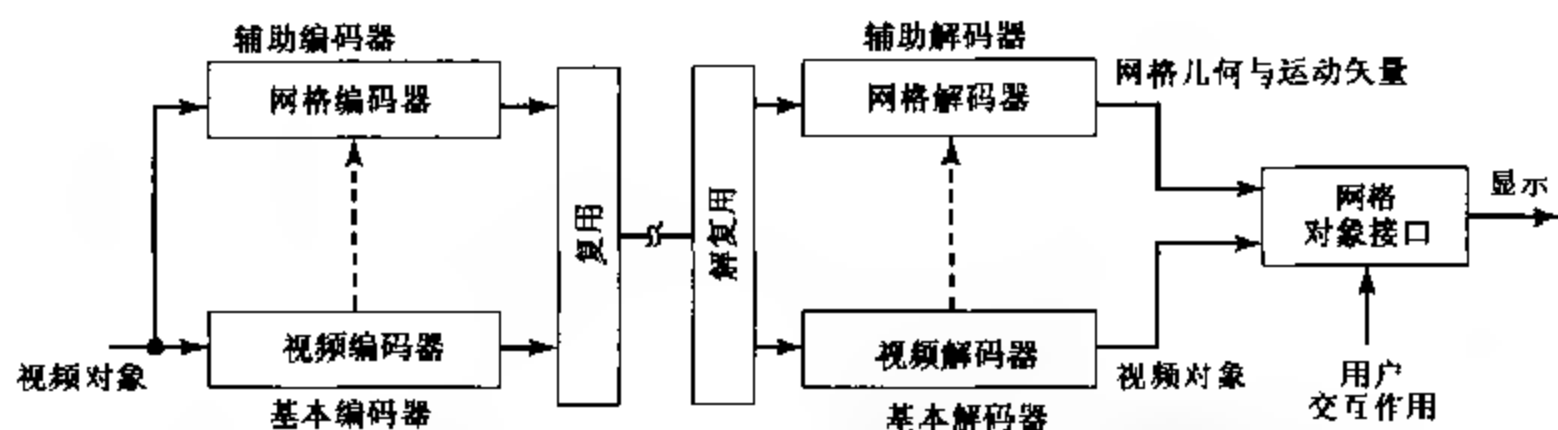 辅助编码器
网格编码器
复用
视频对象
视频编码器
基本编码器
解复用
辅助解码器
网格解码器
网格几何与运动矢量
视频解码器
基本解码器
视频对象
网格
对象接口
显示
用户
交互作用